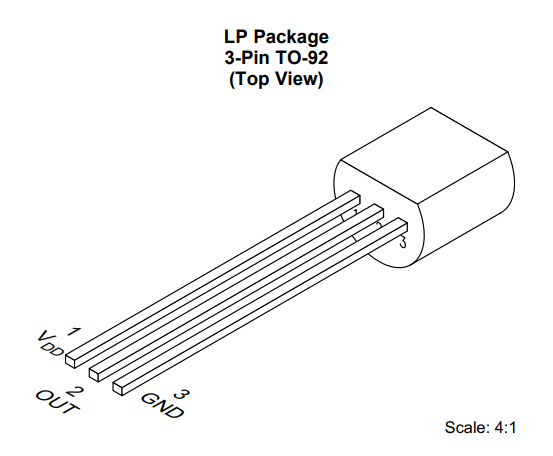 LP Package
3-Pin TO-92
(Top View)
1
2
3
1
VDD
2
OUT
3
GND
Scale: 4:1